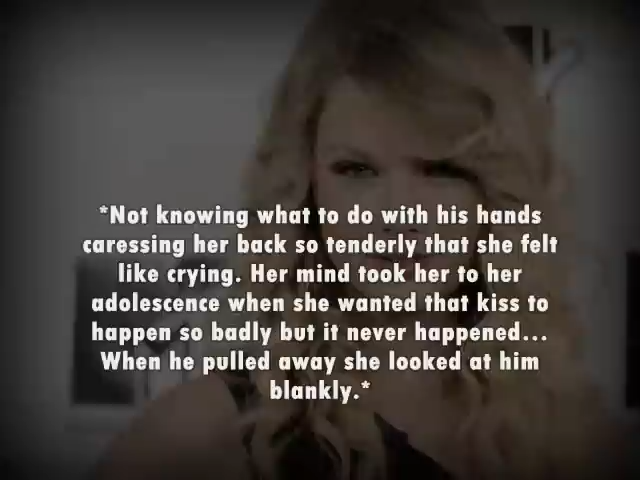 *Not knowing what to do with his hands
caressing her back so tenderly that she felt
like crying. Her mind took her to her
adolescence when she wanted that kiss to
happen so badly but it never happened...
When he pulled away she looked at him
blankly.*